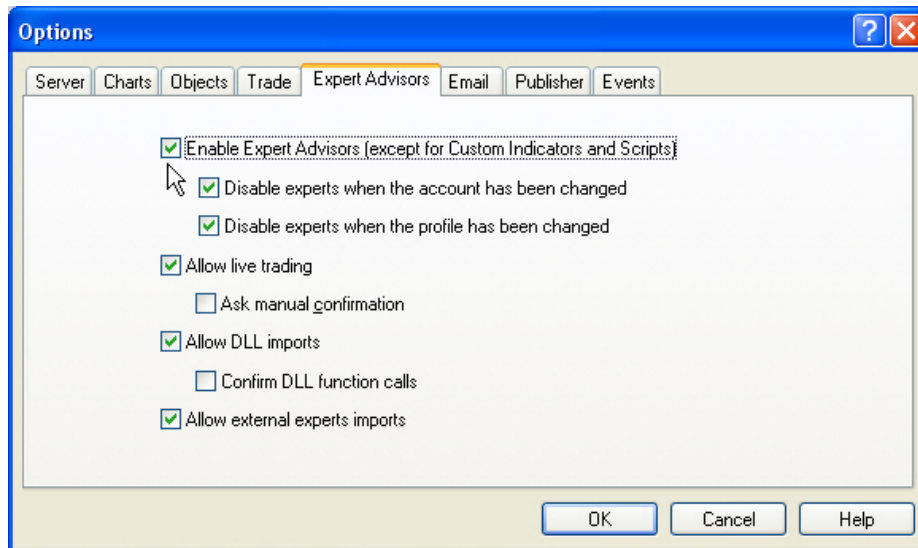 Options
Server Charts Objects Trade Expert Advisors Email Publisher Events
Enable Expert Advisors (except for Custom Indicators and Scripts)
Disable experts when the account has been changed
Disable experts when the profile has been changed
Allow live trading
Ask manual confirmation
Allow DLL imports
Confirm DLL function calls
Allow external experts imports
OK Cancel Help